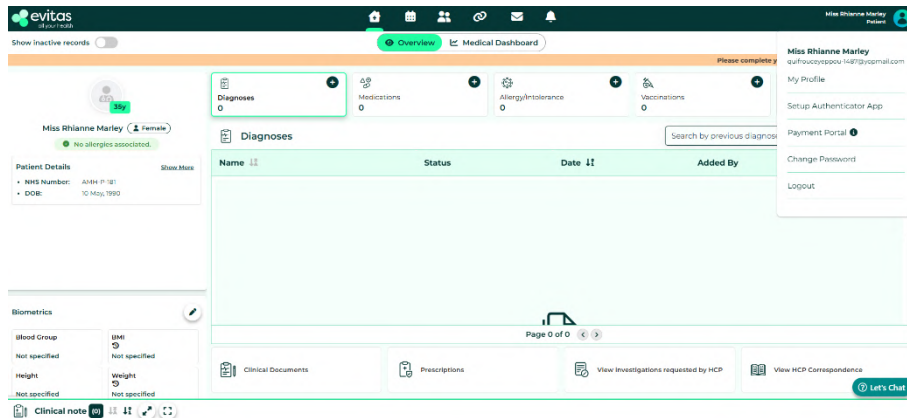 evitas
all your health
Miss Rhianne Marley
Patient
Show inactive records
Overview
Medical Dashboard
Please complete y
Miss Rhianne Marley
quifrouceyeppou-1487@yopmail.com
My Profile
Setup Authenticator App
Payment Portal
Change Password
Logout
35y
Miss Rhianne Marley
Female
No allergies associated.
Patient Details
Show More
NHS Number: AMH-P-181
DOB: 10 May, 1990
Diagnoses
0
Medications
0
Allergy/Intolerance
0
Vaccinations
0
Diagnoses
Search by previous diagnose
Name
Status
Date
Added By
Page 0 of 0
Biometrics
Blood Group
Not specified
BMI
Not specified
Height
Not specified
Weight
Not specified
Clinical Documents
Prescriptions
View Investigations requested by HCP
View HCP Correspondence
Let's Chat
Clinical note (0)